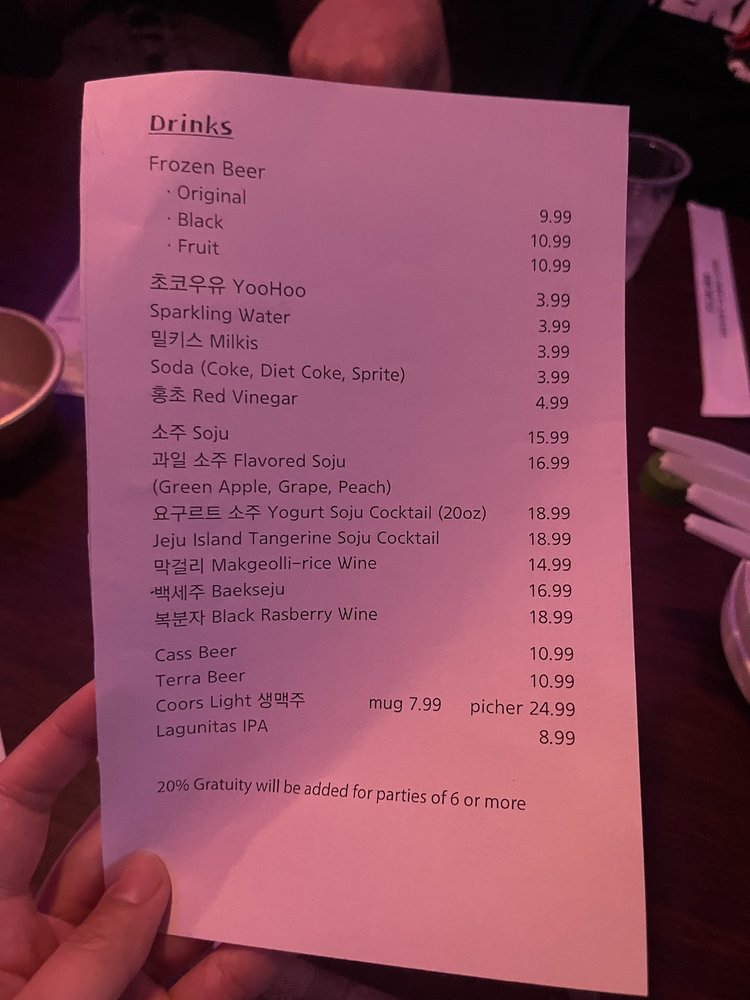 Drinks
Frozen Beer
· Original 9.99
· Black 10.99
· Fruit 10.99
초코우유 YooHoo 3.99
Sparkling Water 3.99
밀키스 Milkis 3.99
Soda (Coke, Diet Coke, Sprite) 3.99
홍초 Red Vinegar 4.99
소주 Soju 15.99
과일 소주 Flavored Soju 16.99
(Green Apple, Grape, Peach)
요구르트 소주 Yogurt Soju Cocktail (20oz) 18.99
Jeju Island Tangerine Soju Cocktail 18.99
막걸리 Makgeolli-rice Wine 14.99
백세주 Baekseju 16.99
복분자 Black Rasberry Wine 18.99
Cass Beer 10.99
Terra Beer 10.99
Coors Light 생맥주 mug 7.99 picher 24.99
Lagunitas IPA 8.99
20% Gratuity will be added for parties of 6 or more